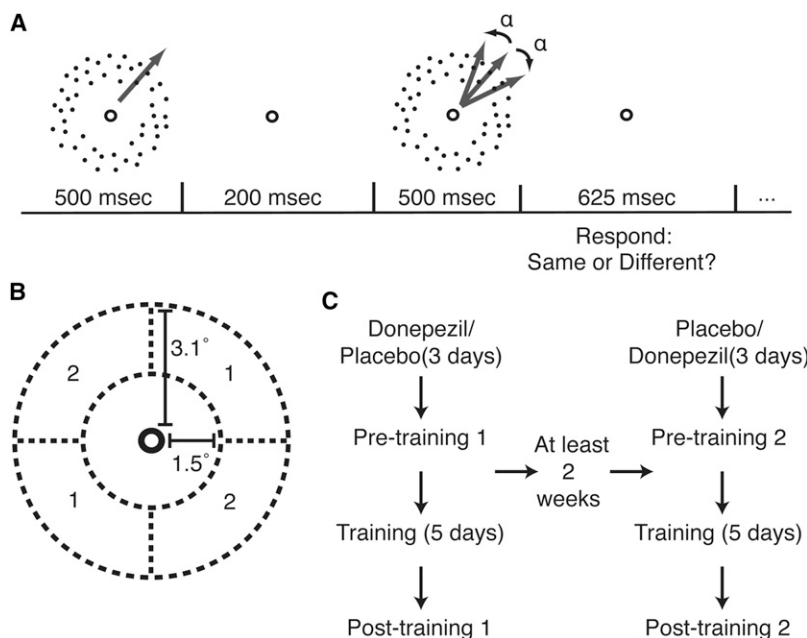 A
α
α
500 msec
200 msec
500 msec
625 msec
...
Respond:
Same or Different?
B
2
3.1°
1
1.5°
1
2
C
Donepezil/
Placebo(3 days)
Pre-training 1
Training (5 days)
Post-training 1
At least
2
weeks
Placebo/
Donepezil(3 days)
Pre-training 2
Training (5 days)
Post-training 2